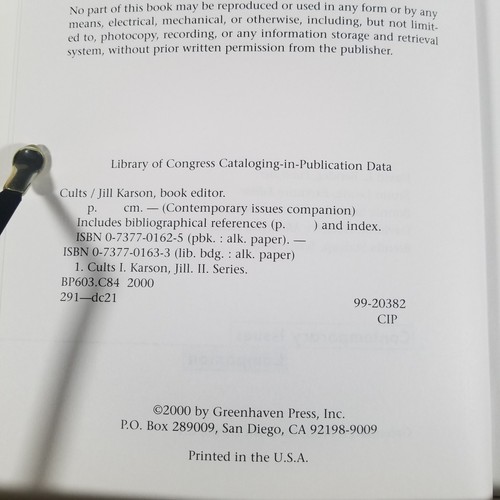 No part of this book may be reproduced or used in any form or by any
means, electrical, mechanical, or otherwise, including, but not limit-
ed to, photocopy, recording, or any information storage and retrieval
system, without prior written permission from the publisher.
Library of Congress Cataloging-in-Publication Data
Cults / Jill Karson, book editor.
p. cm. — (Contemporary issues companion)
Includes bibliographical references (p. ) and index.
ISBN 0-7377-0162-5 (pbk. : alk. paper). —
ISBN 0-7377-0163-3 (lib. bdg. : alk. paper)
1. Cults I. Karson, Jill. II. Series.
BP603.C84 2000
291—dc21
99-20382
CIP
©2000 by Greenhaven Press, Inc.
P.O. Box 289009, San Diego, CA 92198-9009
Printed in the U.S.A.